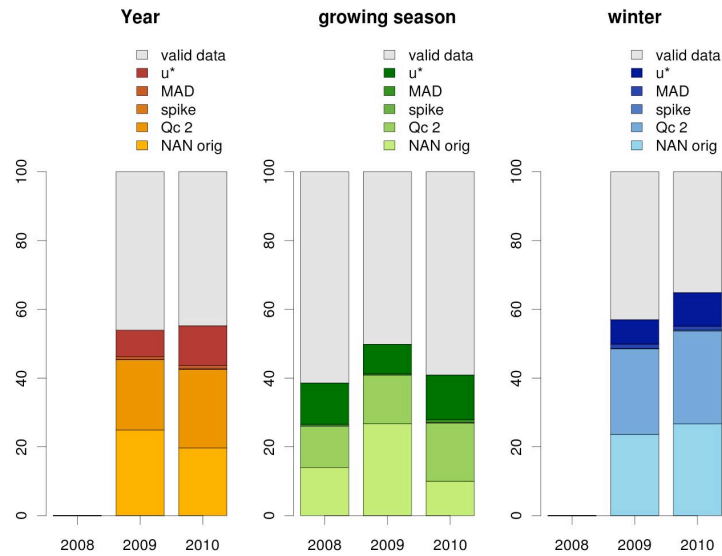 Year
valid data
u*
MAD
spike
Qc 2
NAN orig
100
80
60
40
20
0
2008 2009 2010
growing season
valid data
u*
MAD
spike
Qc 2
NAN orig
100
80
60
40
20
0
2008 2009 2010
winter
valid data
u*
MAD
spike
Qc 2
NAN orig
100
80
60
40
20
0
2008 2009 2010